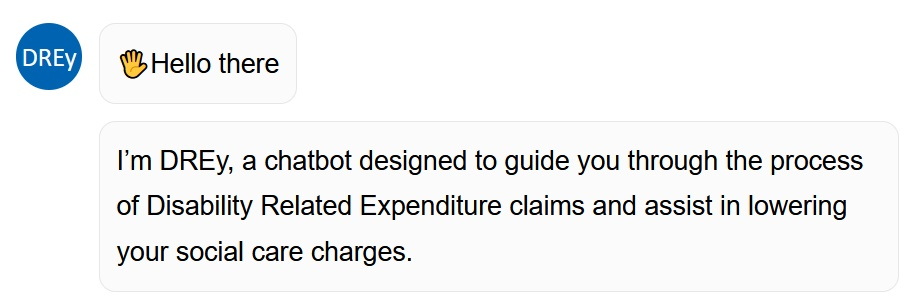 DREy
👋Hello there
I’m DREy, a chatbot designed to guide you through the process
of Disability Related Expenditure claims and assist in lowering
your social care charges.